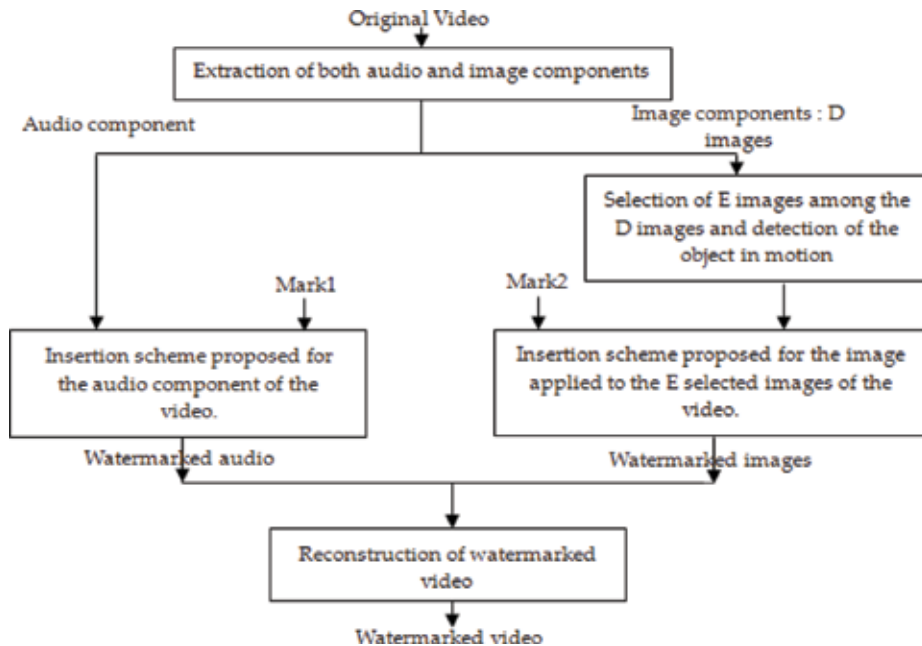 Original Video
Extraction of both audio and image components
Audio component
Image components : D
images
Selection of E images among the
D images and detection of the
object in motion
Mark1
Mark2
Insertion scheme proposed for
the audio component of the
video.
Insertion scheme proposed for the image
applied to the E selected images of the
video.
Watermarked audio
Watermarked images
Reconstruction of watermarked
video
Watermarked video